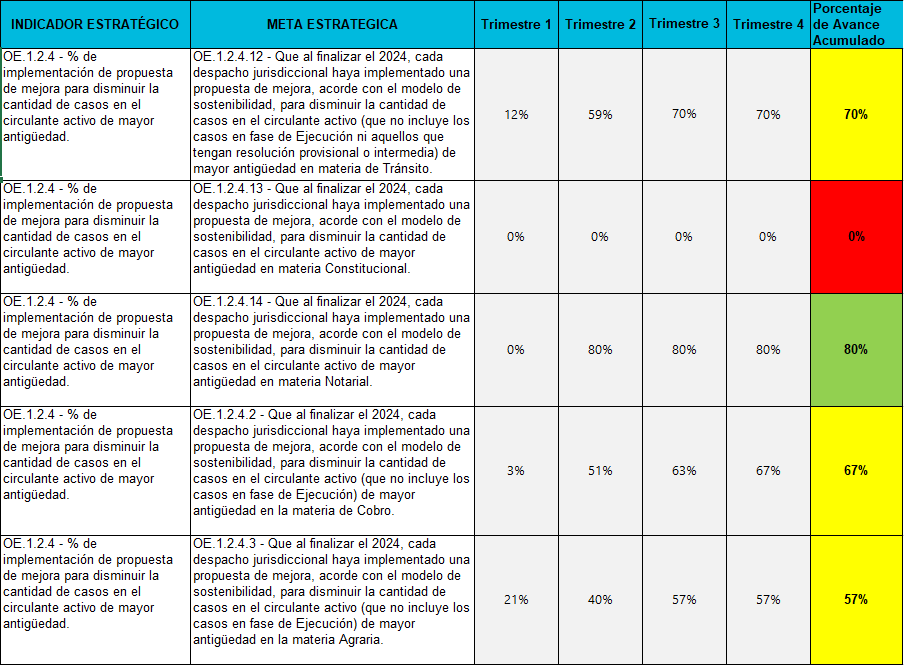 INDICADOR ESTRATÉGICO
META ESTRATEGICA
Trimestre 1
Trimestre 2
Trimestre 3
Trimestre 4
Porcentaje
de Avance
Acumulado
OE.1.2.4 - % de
implementación de propuesta
de mejora para disminuir la
cantidad de casos en el
circulante activo de mayor
antigüedad.
OE.1.2.4.12 - Que al finalizar el 2024, cada
despacho jurisdiccional haya implementado una
propuesta de mejora, acorde con el modelo de
sostenibilidad, para disminuir la cantidad de
casos en el circulante activo (que no incluye los
casos en fase de Ejecución ni aquellos que
tengan resolución provisional o intermedia) de
mayor antigüedad en materia de Tránsito.
12%
59%
70%
70%
70%
OE.1.2.4 - % de
implementación de propuesta
de mejora para disminuir la
cantidad de casos en el
circulante activo de mayor
antigüedad.
OE.1.2.4.13 - Que al finalizar el 2024, cada
despacho jurisdiccional haya implementado una
propuesta de mejora, acorde con el modelo de
sostenibilidad, para disminuir la cantidad de
casos en el circulante activo de mayor
antigüedad en materia Constitucional.
0%
0%
0%
0%
0%
OE.1.2.4 - % de
implementación de propuesta
de mejora para disminuir la
cantidad de casos en el
circulante activo de mayor
antigüedad.
OE.1.2.4.14 - Que al finalizar el 2024, cada
despacho jurisdiccional haya implementado una
propuesta de mejora, acorde con el modelo de
sostenibilidad, para disminuir la cantidad de
casos en el circulante activo de mayor
antigüedad en materia Notarial.
0%
80%
80%
80%
80%
OE.1.2.4 - % de
implementación de propuesta
de mejora para disminuir la
cantidad de casos en el
circulante activo de mayor
antigüedad.
OE.1.2.4.2 - Que al finalizar el 2024, cada
despacho jurisdiccional haya implementado una
propuesta de mejora, acorde con el modelo de
sostenibilidad, para disminuir la cantidad de
casos en el circulante activo (que no incluye los
casos en fase de Ejecución) de mayor
antigüedad en la materia de Cobro.
3%
51%
63%
67%
67%
OE.1.2.4 - % de
implementación de propuesta
de mejora para disminuir la
cantidad de casos en el
circulante activo de mayor
antigüedad.
OE.1.2.4.3 - Que al finalizar el 2024, cada
despacho jurisdiccional haya implementado una
propuesta de mejora, acorde con el modelo de
sostenibilidad, para disminuir la cantidad de
casos en el circulante activo (que no incluye los
casos en fase de Ejecución) de mayor
antigüedad en la materia Agraria.
21%
40%
57%
57%
57%